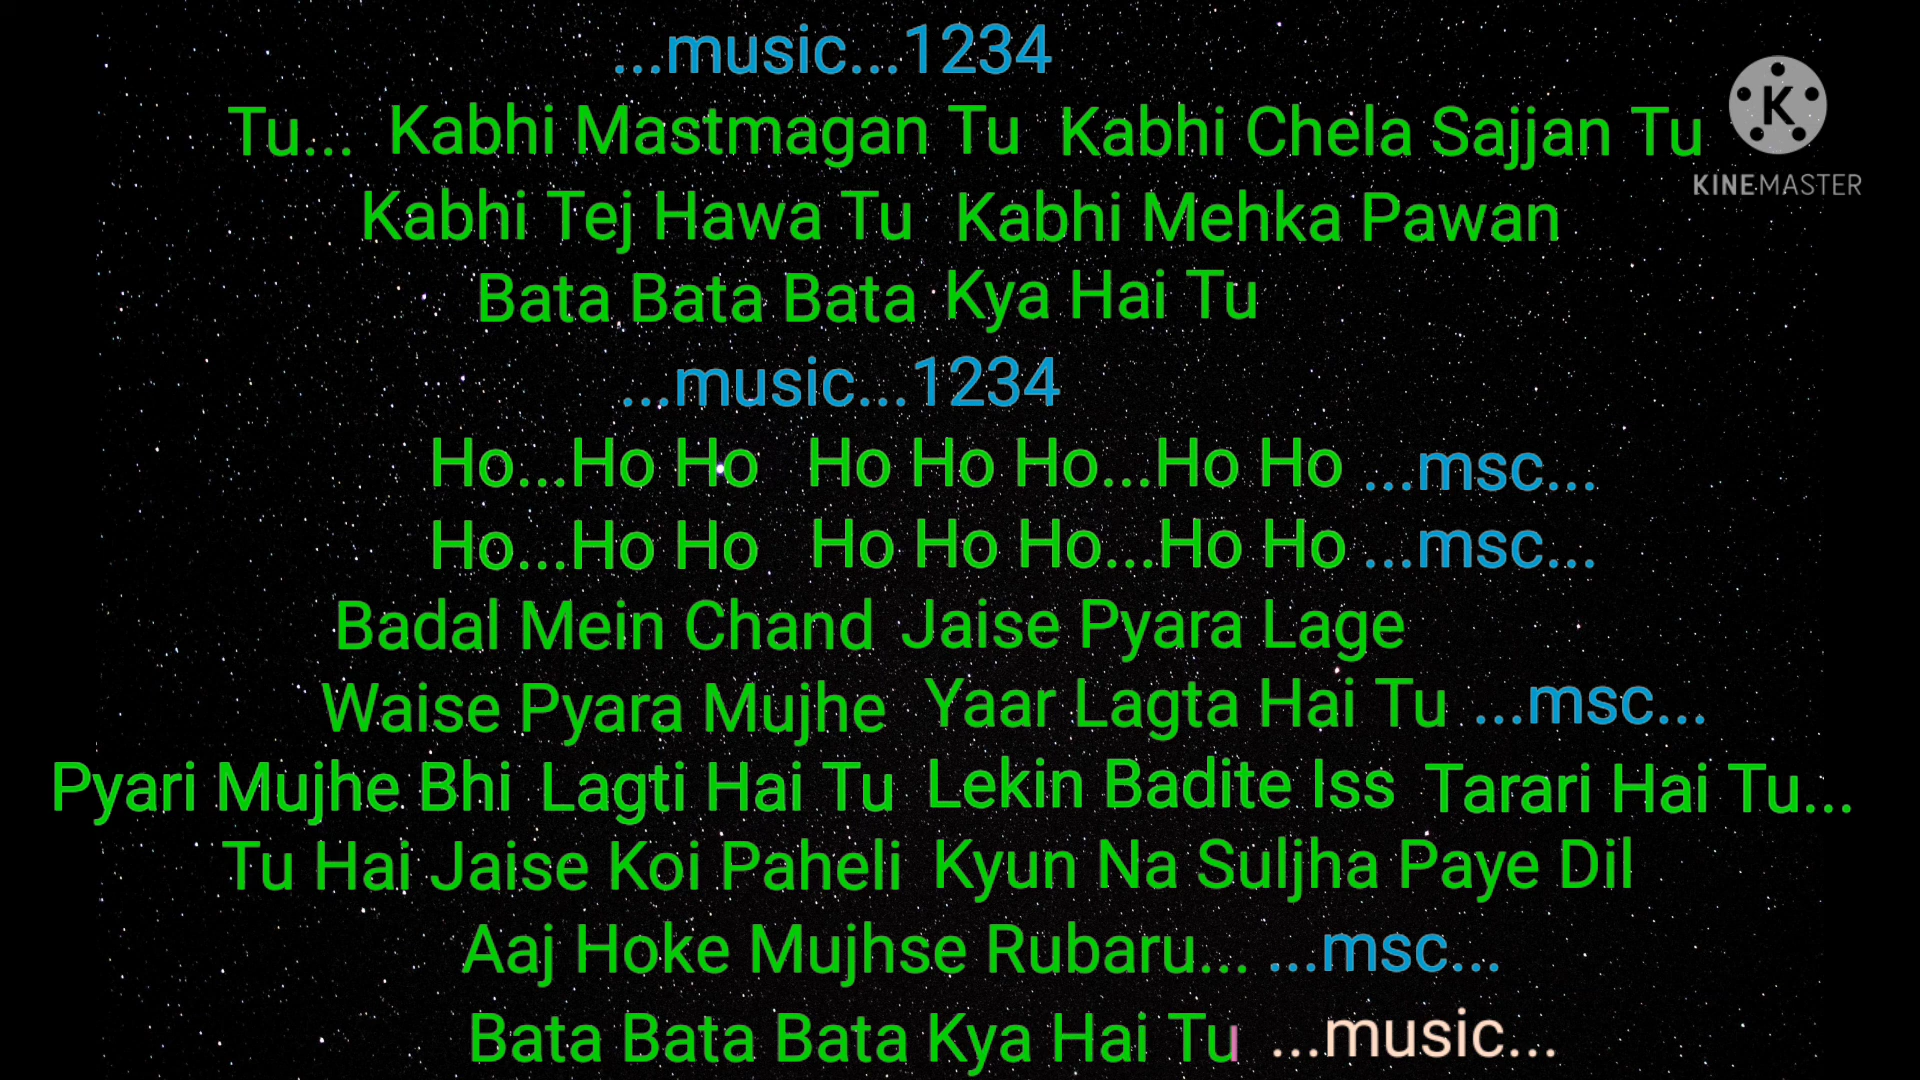 ...music...1234
Tu... Kabhi Mastmagan Tu Kabhi Chela Sajjan Tu
KINEMASTER
Kabhi Tej Hawa Tu Kabhi Mehka Pawan
Bata Bata Bata Kya Hai Tu
...music...1234
Ho...Ho Ho Ho Ho Ho...Ho Ho ...msc...
Ho...Ho Ho Ho Ho Ho...Ho Ho ...msc...
Badal Mein Chand Jaise Pyara Lage
Waise Pyara Mujhe Yaar Lagta Hai Tu ...msc...
Pyari Mujhe Bhi Lagti Hai Tu Lekin Badite Iss Tarari Hai Tu...
Tu Hai Jaise Koi Paheli Kyun Na Suljha Paye Dil
Aaj Hoke Mujhse Rubaru... ...msc...
Bata Bata Bata Kya Hai Tu ...music...